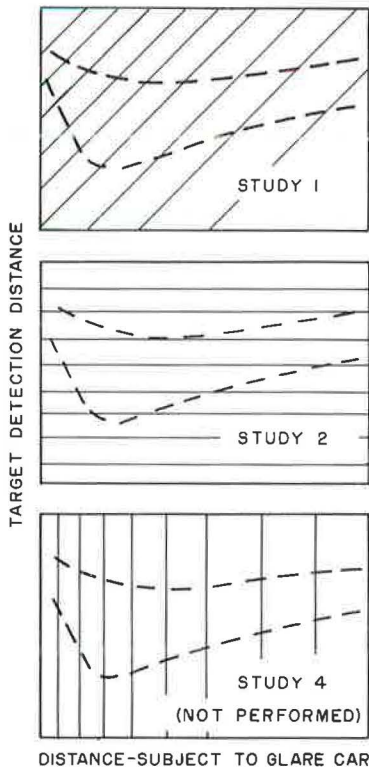 STUDY 1
TARGET DETECTION DISTANCE
STUDY 2
STUDY 4
(NOT PERFORMED)
DISTANCE-SUBJECT TO GLARE CAR